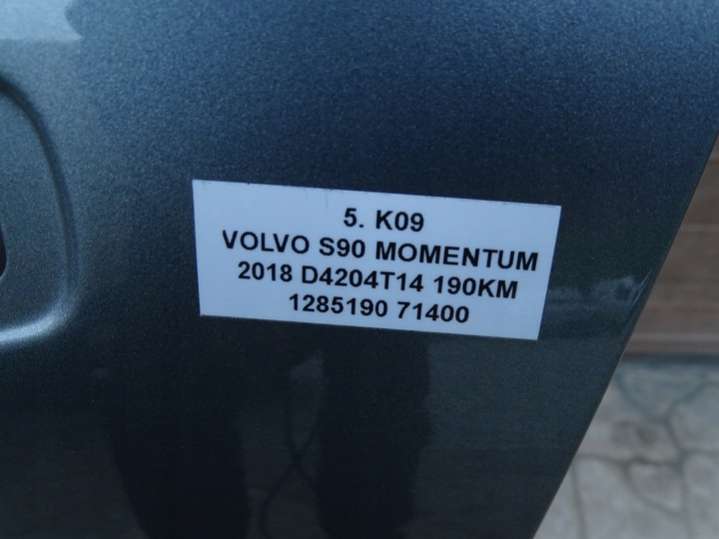 5. K09
VOLVO S90 MOMENTUM
2018 D4204T14 190KM
1285190 71400